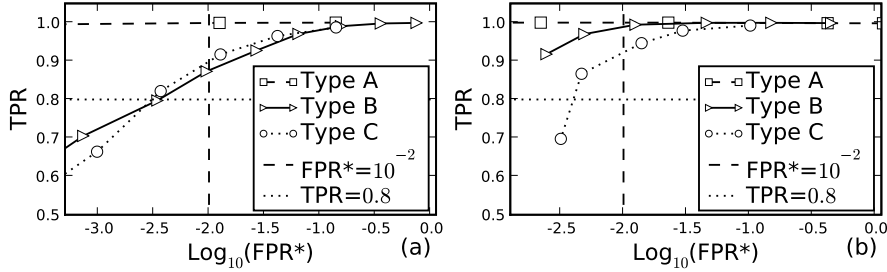 1.0
0.9
0.8
0.7
0.6
0.5
TPR
-3.0 -2.5 -2.0 -1.5 -1.0 -0.5 0.0
Log10(FPR*)
(a)
Type A
Type B
Type C
FPR*=10^-2
TPR=0.8
1.0
0.9
0.8
0.7
0.6
0.5
TPR
-2.5 -2.0 -1.5 -1.0 -0.5 0.0
Log10(FPR*)
(b)
Type A
Type B
Type C
FPR*=10^-2
TPR=0.8